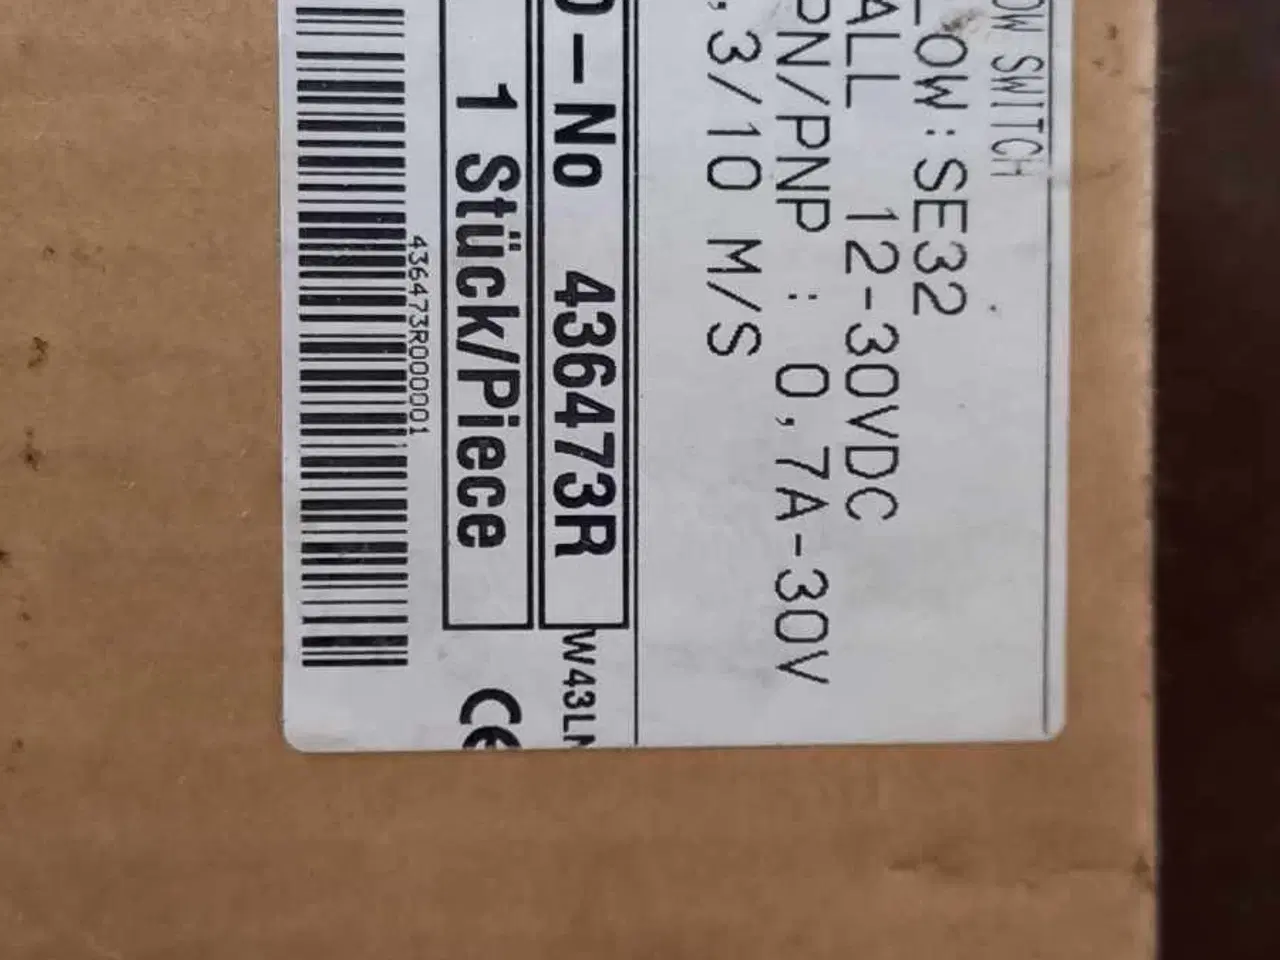 OW SWITCH
LOW:SE32
ALL 12-30VDC
PN/PNP : 0,7A-30V
,3/10 M/S
D-No 436473R
W43LN
1 Stück/Piece
CE
436473R000001